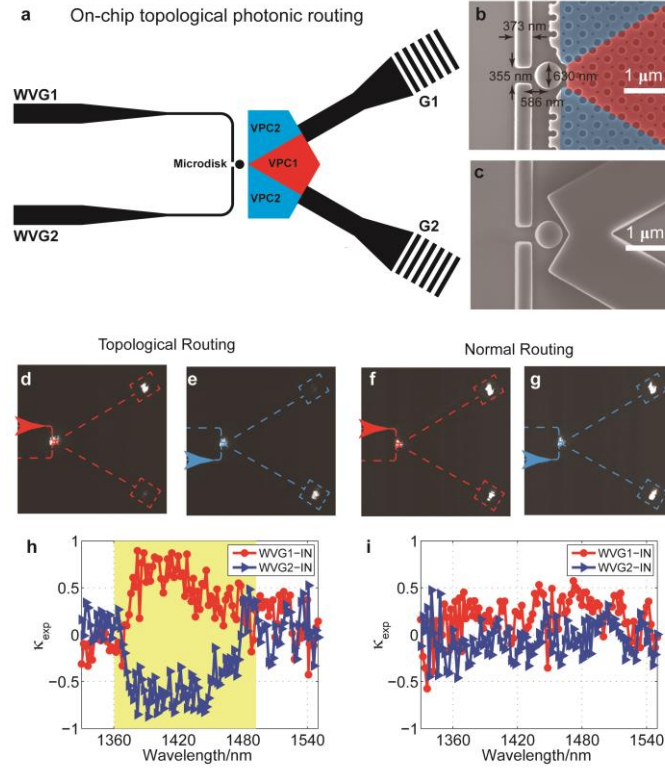 a
On-chip topological photonic routing
WVG1
WVG2
Microdisk
VPC2
VPC1
VPC2
G1
G2
b
373 nm
355 nm
630 nm
586 nm
1 μm
c
1 μm
Topological Routing
Normal Routing
d
e
f
g
h
1
0.5
0
−0.5
−1
κexp
WVG1−IN
WVG2−IN
1360
1420
1480
1540
Wavelength/nm
i
1
0.5
0
−0.5
−1
κexp
WVG1−IN
WVG2−IN
1360
1420
1480
1540
Wavelength/nm